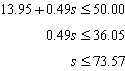 13.95 + 0.49s ≤ 50.00
0.49s ≤ 36.05
s ≤ 73.57